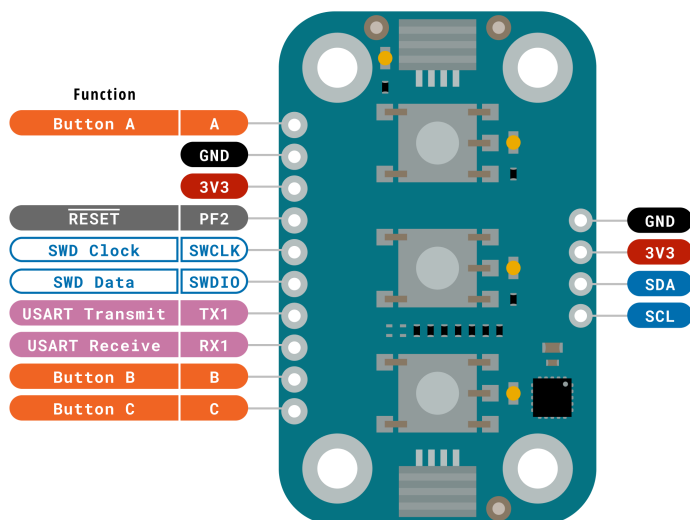 Function
Button A A
GND
3V3
RESET PF2
SWD Clock SWCLK
SWD Data SWDIO
USART Transmit TX1
USART Receive RX1
Button B B
Button C C
GND
3V3
SDA
SCL